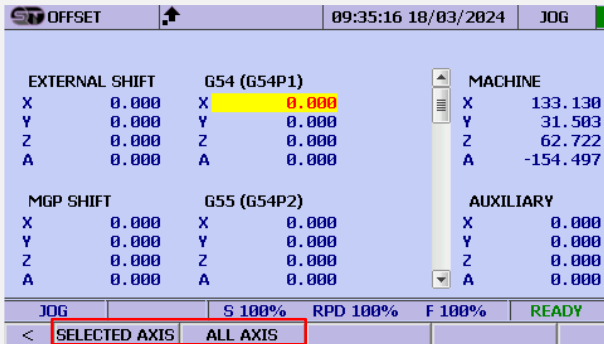 ST OFFSET 09:35:16 18/03/2024 JOG
EXTERNAL SHIFT G54 (G54P1) MACHINE
X 0.000 X 0.000 X 133.130
Y 0.000 Y 0.000 Y 31.503
Z 0.000 Z 0.000 Z 62.722
A 0.000 A 0.000 A -154.497
MGP SHIFT G55 (G54P2) AUXILIARY
X 0.000 X 0.000 X 0.000
Y 0.000 Y 0.000 Y 0.000
Z 0.000 Z 0.000 Z 0.000
A 0.000 A 0.000 A 0.000
JOG S 100% RPD 100% F 100% READY
< SELECTED AXIS ALL AXIS